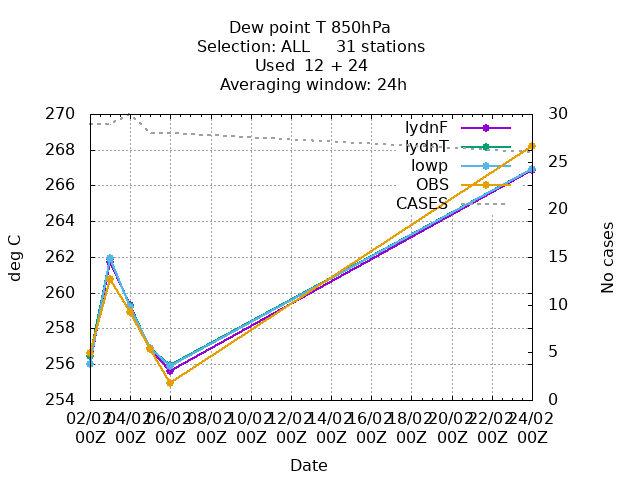 Dew point T 850hPa
Selection: ALL 31 stations
Used 12 + 24
Averaging window: 24h
270 30
lydnF
268 lydnT
25
lowp
266 OBS
CASES 20
264
262 15
260 10
258
256 5
254 0
deg C
No cases
02/02 04/02 06/02 08/02 10/02 12/02 14/02 16/02 18/02 20/02 22/02 24/02
00Z 00Z 00Z 00Z 00Z 00Z 00Z 00Z 00Z 00Z 00Z 00Z
Date